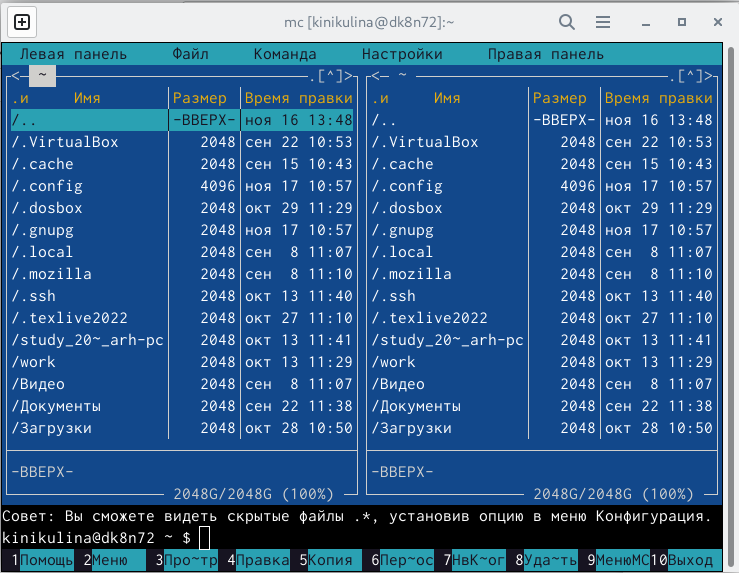 mc [kinikulina@dk8n72]:~
Левая панель Файл Команда Настройки Правая панель
<─ ~ .[^]> <─ ~ .[^]>
.и Имя Размер Время правки .и Имя Размер Время правки
/.. -ВВЕРХ- ноя 16 13:48 /.. -ВВЕРХ- ноя 16 13:48
/.VirtualBox 2048 сен 22 10:53 /.VirtualBox 2048 сен 22 10:53
/.cache 2048 сен 15 10:43 /.cache 2048 сен 15 10:43
/.config 4096 ноя 17 10:57 /.config 4096 ноя 17 10:57
/.dosbox 2048 окт 29 11:29 /.dosbox 2048 окт 29 11:29
/.gnupg 2048 ноя 17 10:57 /.gnupg 2048 ноя 17 10:57
/.local 2048 сен 8 11:07 /.local 2048 сен 8 11:07
/.mozilla 2048 сен 8 11:10 /.mozilla 2048 сен 8 11:10
/.ssh 2048 окт 13 11:40 /.ssh 2048 окт 13 11:40
/.texlive2022 2048 окт 27 11:10 /.texlive2022 2048 окт 27 11:10
/study_20~_arh-pc 2048 окт 13 11:41 /study_20~_arh-pc 2048 окт 13 11:41
/work 2048 окт 13 11:29 /work 2048 окт 13 11:29
/Видео 2048 сен 8 11:07 /Видео 2048 сен 8 11:07
/Документы 2048 сен 22 11:38 /Документы 2048 сен 22 11:38
/Загрузки 2048 окт 28 10:50 /Загрузки 2048 окт 28 10:50
-ВВЕРХ- -ВВЕРХ-
2048G/2048G (100%) 2048G/2048G (100%)
Совет: Вы сможете видеть скрытые файлы .*, установив опцию в меню Конфигурация.
kinikulina@dk8n72 ~ $
1Помощь 2Меню 3Про~тр 4Правка 5Копия 6Пер~ос 7НвК~ог 8Уда~ть 9МенюMC 10Выход